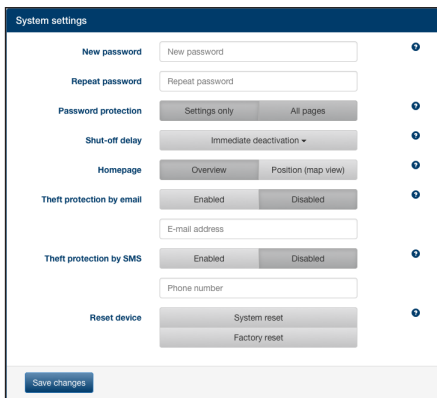 System settings
New password New password
Repeat password Repeat password
Password protection Settings only All pages
Shut-off delay Immediate deactivation
Homepage Overview Position (map view)
Theft protection by email Enabled Disabled
E-mail address
Theft protection by SMS Enabled Disabled
Phone number
Reset device System reset
Factory reset
Save changes